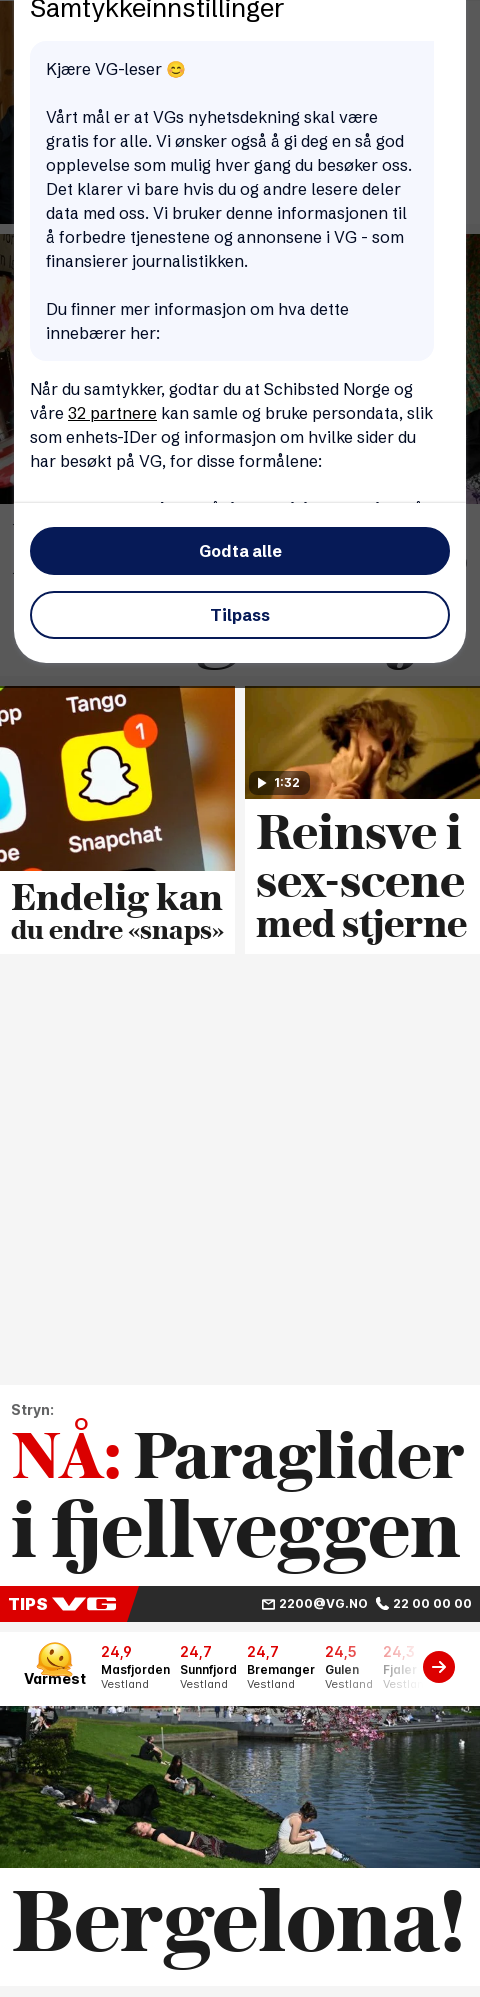 Samtykkeinnstillinger
Kjære VG-leser 😊
Vårt mål er at VGs nyhetsdekning skal være
gratis for alle. Vi ønsker også å gi deg en så god
opplevelse som mulig hver gang du besøker oss.
Det klarer vi bare hvis du og andre lesere deler
data med oss. Vi bruker denne informasjonen til
å forbedre tjenestene og annonsene i VG - som
finansierer journalistikken.
Du finner mer informasjon om hva dette
innebærer her:
Når du samtykker, godtar du at Schibsted Norge og
våre 32 partnere kan samle og bruke persondata, slik
som enhets-IDer og informasjon om hvilke sider du
har besøkt på VG, for disse formålene:
Godta alle
Tilpass
Tango
1
Snapchat
1:32
Endelig kan
du endre «snaps»
Reinsve i
sex-scene
med stjerne
Stryn:
NÅ: Paraglider
i fjellveggen
TIPS VG
2200@VG.NO 22 00 00 00
Varmest
24,9 24,7 24,7 24,5 24,3
Masfjorden Sunnfjord Bremanger Gulen Fjaler
Vestland Vestland Vestland Vestland
Bergelona!